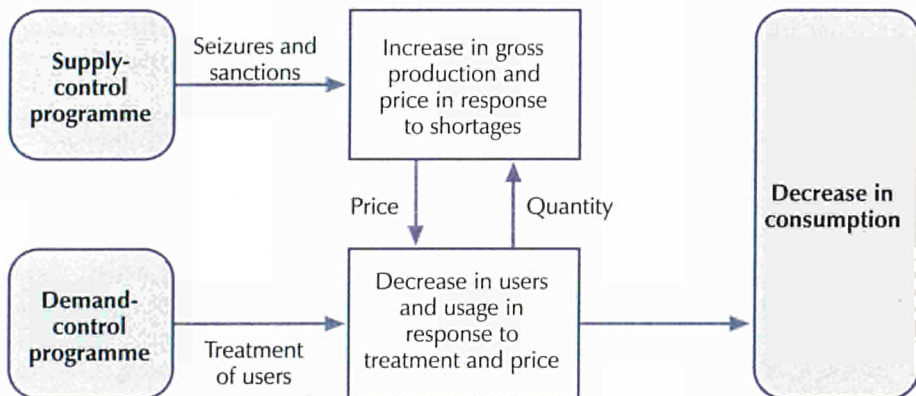 Supply-
control
programme
Seizures and
sanctions
Increase in gross
production and
price in response
to shortages
Price
Quantity
Decrease in
consumption
Demand-
control
programme
Treatment
of users
Decrease in users
and usage in
response to
treatment and price